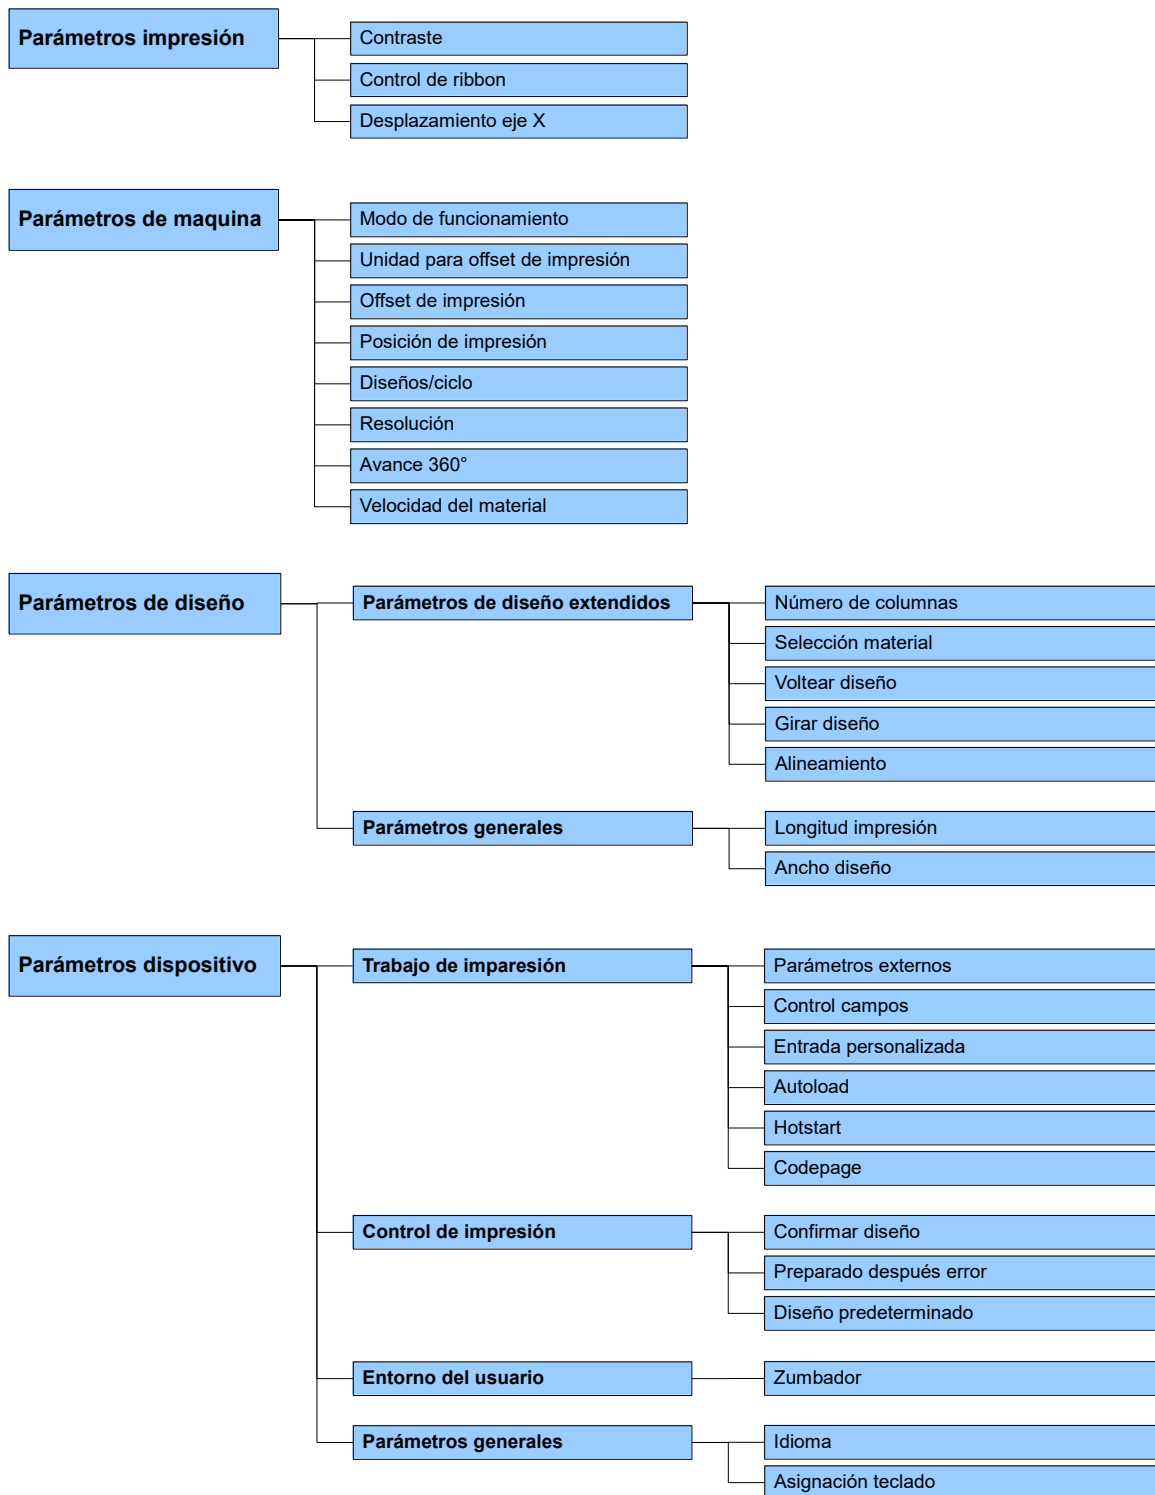 Parámetros impresión
Contraste
Control de ribbon
Desplazamiento eje X
Parámetros de maquina
Modo de funcionamiento
Unidad para offset de impresión
Offset de impresión
Posición de impresión
Diseños/ciclo
Resolución
Avance 360°
Velocidad del material
Parámetros de diseño
Parámetros de diseño extendidos
Número de columnas
Selección material
Voltear diseño
Girar diseño
Alineamiento
Parámetros generales
Longitud impresión
Ancho diseño
Parámetros dispositivo
Trabajo de imparesión
Parámetros externos
Control campos
Entrada personalizada
Autoload
Hotstart
Codepage
Control de impresión
Confirmar diseño
Preparado después error
Diseño predeterminado
Entorno del usuario
Zumbador
Parámetros generales
Idioma
Asignación teclado